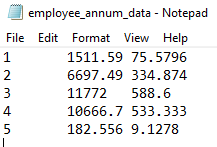 employee_annum_data - Notepad
File Edit Format View Help
1 1511.59 75.5796
2 6697.49 334.874
3 11772 588.6
4 10666.7 533.333
5 182.556 9.1278